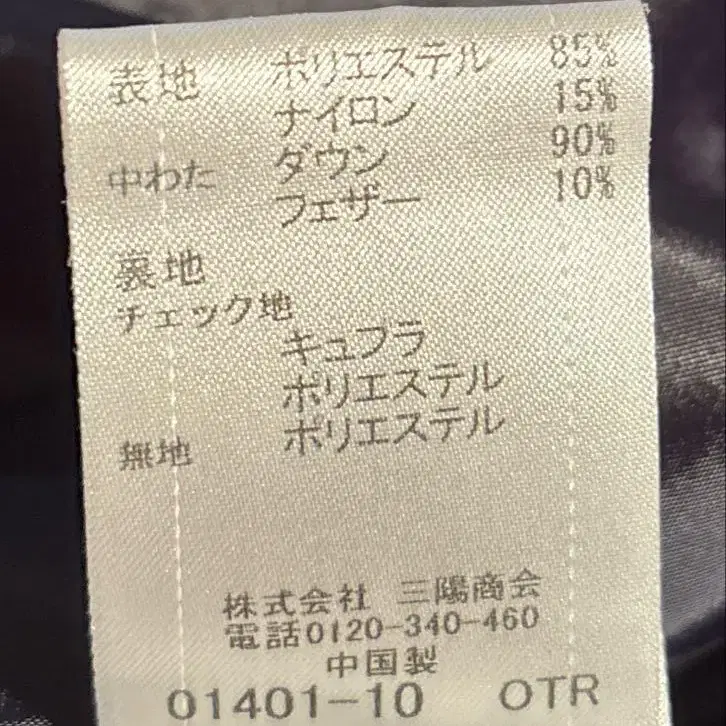 表地 ポリエステル 85%
ナイロン 15%
中わた ダウン 90%
フェザー 10%
裏地
チェック地
キュプラ
ポリエステル
無地 ポリエステル
株式会社 三陽商会
電話0120-340-460
中国製
01401-10 OTR